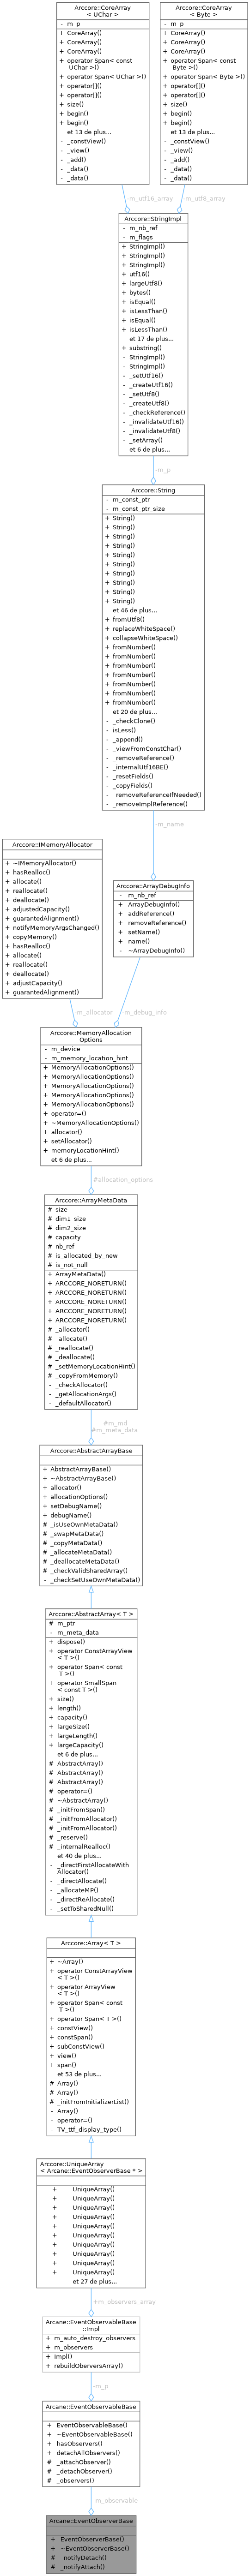 Arccore::CoreArray
< UChar >
- m_p
+ CoreArray()
+ CoreArray()
+ CoreArray()
+ operator Span< const
UChar >()
+ operator Span< UChar >()
+ operator[]()
+ operator[]()
+ size()
+ begin()
+ begin()
et 13 de plus...
- _constView()
- _view()
- _add()
- _data()
- _data()
Arccore::CoreArray
< Byte >
- m_p
+ CoreArray()
+ CoreArray()
+ CoreArray()
+ operator Span< const
Byte >()
+ operator Span< Byte >()
+ operator[]()
+ operator[]()
+ size()
+ begin()
+ begin()
et 13 de plus...
- _constView()
- _view()
- _add()
- _data()
- _data()
-m_utf16_array
-m_utf8_array
Arccore::StringImpl
- m_nb_ref
- m_flags
+ StringImpl()
+ StringImpl()
+ StringImpl()
+ utf16()
+ largeUtf8()
+ bytes()
+ isEqual()
+ isLessThan()
+ isEqual()
+ isLessThan()
et 17 de plus...
+ substring()
- StringImpl()
- StringImpl()
- _setUtf16()
- _createUtf16()
- _setUtf8()
- _createUtf8()
- _checkReference()
- _invalidateUtf16()
- _invalidateUtf8()
- _setArray()
et 6 de plus...
-m_p
Arccore::String
- m_const_ptr
- m_const_ptr_size
+ String()
+ String()
+ String()
+ String()
+ String()
+ String()
+ String()
+ String()
+ String()
+ String()
et 46 de plus...
+ fromUtf8()
+ replaceWhiteSpace()
+ collapseWhiteSpace()
+ fromNumber()
+ fromNumber()
+ fromNumber()
+ fromNumber()
+ fromNumber()
+ fromNumber()
+ fromNumber()
et 20 de plus...
- _checkClone()
- isLess()
- _append()
- _viewFromConstChar()
- _removeReference()
- _internalUtf16BE()
- _resetFields()
- _copyFields()
- _removeReferenceIfNeeded()
- _removeImplReference()
-m_name
Arccore::IMemoryAllocator
+ ~IMemoryAllocator()
+ hasRealloc()
+ allocate()
+ reallocate()
+ deallocate()
+ adjustedCapacity()
+ guarantedAlignment()
+ notifyMemoryArgsChanged()
+ copyMemory()
+ hasRealloc()
+ allocate()
+ reallocate()
+ deallocate()
+ adjustCapacity()
+ guarantedAlignment()
Arccore::ArrayDebugInfo
- m_nb_ref
+ ArrayDebugInfo()
+ addReference()
+ removeReference()
+ setName()
+ name()
- ~ArrayDebugInfo()
-m_allocator
-m_debug_info
Arccore::MemoryAllocation
Options
- m_device
- m_memory_location_hint
+ MemoryAllocationOptions()
+ MemoryAllocationOptions()
+ MemoryAllocationOptions()
+ MemoryAllocationOptions()
+ MemoryAllocationOptions()
+ operator=()
+ ~MemoryAllocationOptions()
+ allocator()
+ setAllocator()
+ memoryLocationHint()
et 6 de plus...
#allocation_options
Arccore::ArrayMetaData
# size
# dim1_size
# dim2_size
# capacity
# nb_ref
# is_allocated_by_new
# is_not_null
+ ArrayMetaData()
+ ARCCORE_NORETURN()
+ ARCCORE_NORETURN()
+ ARCCORE_NORETURN()
+ ARCCORE_NORETURN()
+ ARCCORE_NORETURN()
# _allocator()
# _allocate()
# _reallocate()
# _deallocate()
# _setMemoryLocationHint()
# _copyFromMemory()
- _checkAllocator()
- _getAllocationArgs()
- _defaultAllocator()
#m_md
#m_meta_data
Arccore::AbstractArrayBase
+ AbstractArrayBase()
+ ~AbstractArrayBase()
+ allocator()
+ allocationOptions()
+ setDebugName()
+ debugName()
# _isUseOwnMetaData()
# _swapMetaData()
# _copyMetaData()
# _allocateMetaData()
# _deallocateMetaData()
# _checkValidSharedArray()
- _checkSetUseOwnMetaData()
Arccore::AbstractArray< T >
# m_ptr
- m_meta_data
+ dispose()
+ operator ConstArrayView
< T >()
+ operator Span< const
T >()
+ operator SmallSpan
< const T >()
+ size()
+ length()
+ capacity()
+ largeSize()
+ largeLength()
+ largeCapacity()
et 6 de plus...
# AbstractArray()
# AbstractArray()
# AbstractArray()
# operator=()
# ~AbstractArray()
# _initFromSpan()
# _initFromAllocator()
# _initFromAllocator()
# _reserve()
# _internalRealloc()
et 40 de plus...
- _directFirstAllocateWith
Allocator()
- _directAllocate()
- _allocateMP()
- _directReAllocate()
- _setToSharedNull()
Arccore::Array< T >
+ ~Array()
+ operator ConstArrayView
< T >()
+ operator ArrayView
< T >()
+ operator Span< const
T >()
+ operator Span< T >()
+ constView()
+ constSpan()
+ subConstView()
+ view()
+ span()
et 53 de plus...
# Array()
# Array()
# _initFromInitializerList()
- Array()
- operator=()
- TV_ttf_display_type()
Arccore::UniqueArray
< Arcane::EventObserverBase * >
+ UniqueArray()
+ UniqueArray()
+ UniqueArray()
+ UniqueArray()
+ UniqueArray()
+ UniqueArray()
+ UniqueArray()
+ UniqueArray()
+ UniqueArray()
+ UniqueArray()
et 27 de plus...
+m_observers_array
Arcane::EventObservableBase
::Impl
+ m_auto_destroy_observers
+ m_observers
+ Impl()
+ rebuildOberversArray()
-m_p
Arcane::EventObservableBase
+ EventObservableBase()
+ ~EventObservableBase()
+ hasObservers()
+ detachAllObservers()
# _attachObserver()
- _detachObserver()
- _observers()
-m_observable
Arcane::EventObserverBase
+ EventObserverBase()
+ ~EventObserverBase()
# _notifyDetach()
# _notifyAttach()